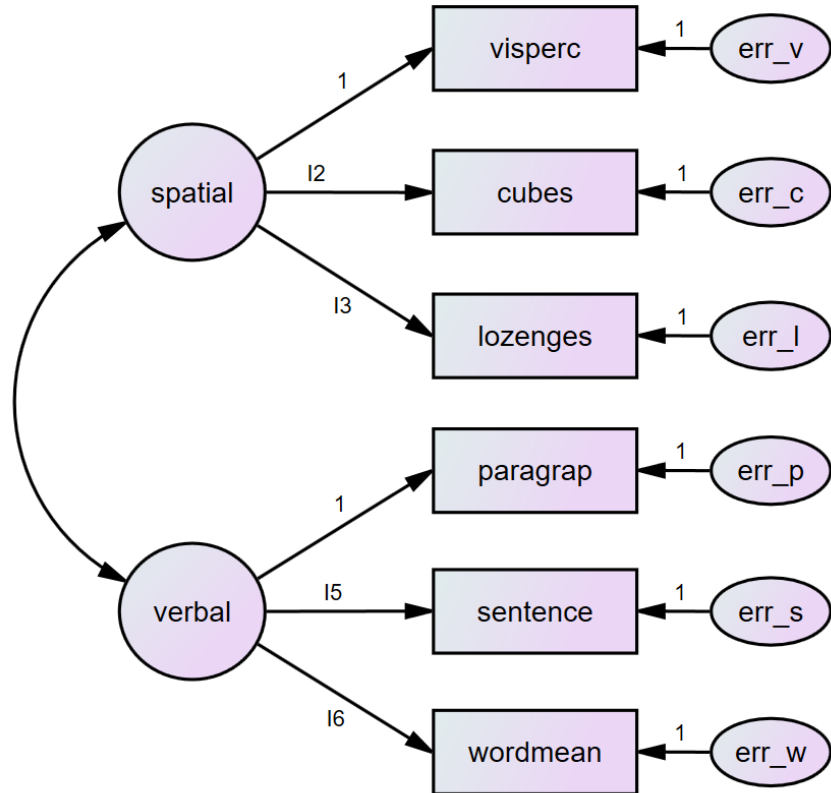 visperc
1
err_v
1
spatial
l2
cubes
1
err_c
l3
lozenges
1
err_l
paragrap
1
err_p
1
verbal
l5
sentence
1
err_s
l6
wordmean
1
err_w